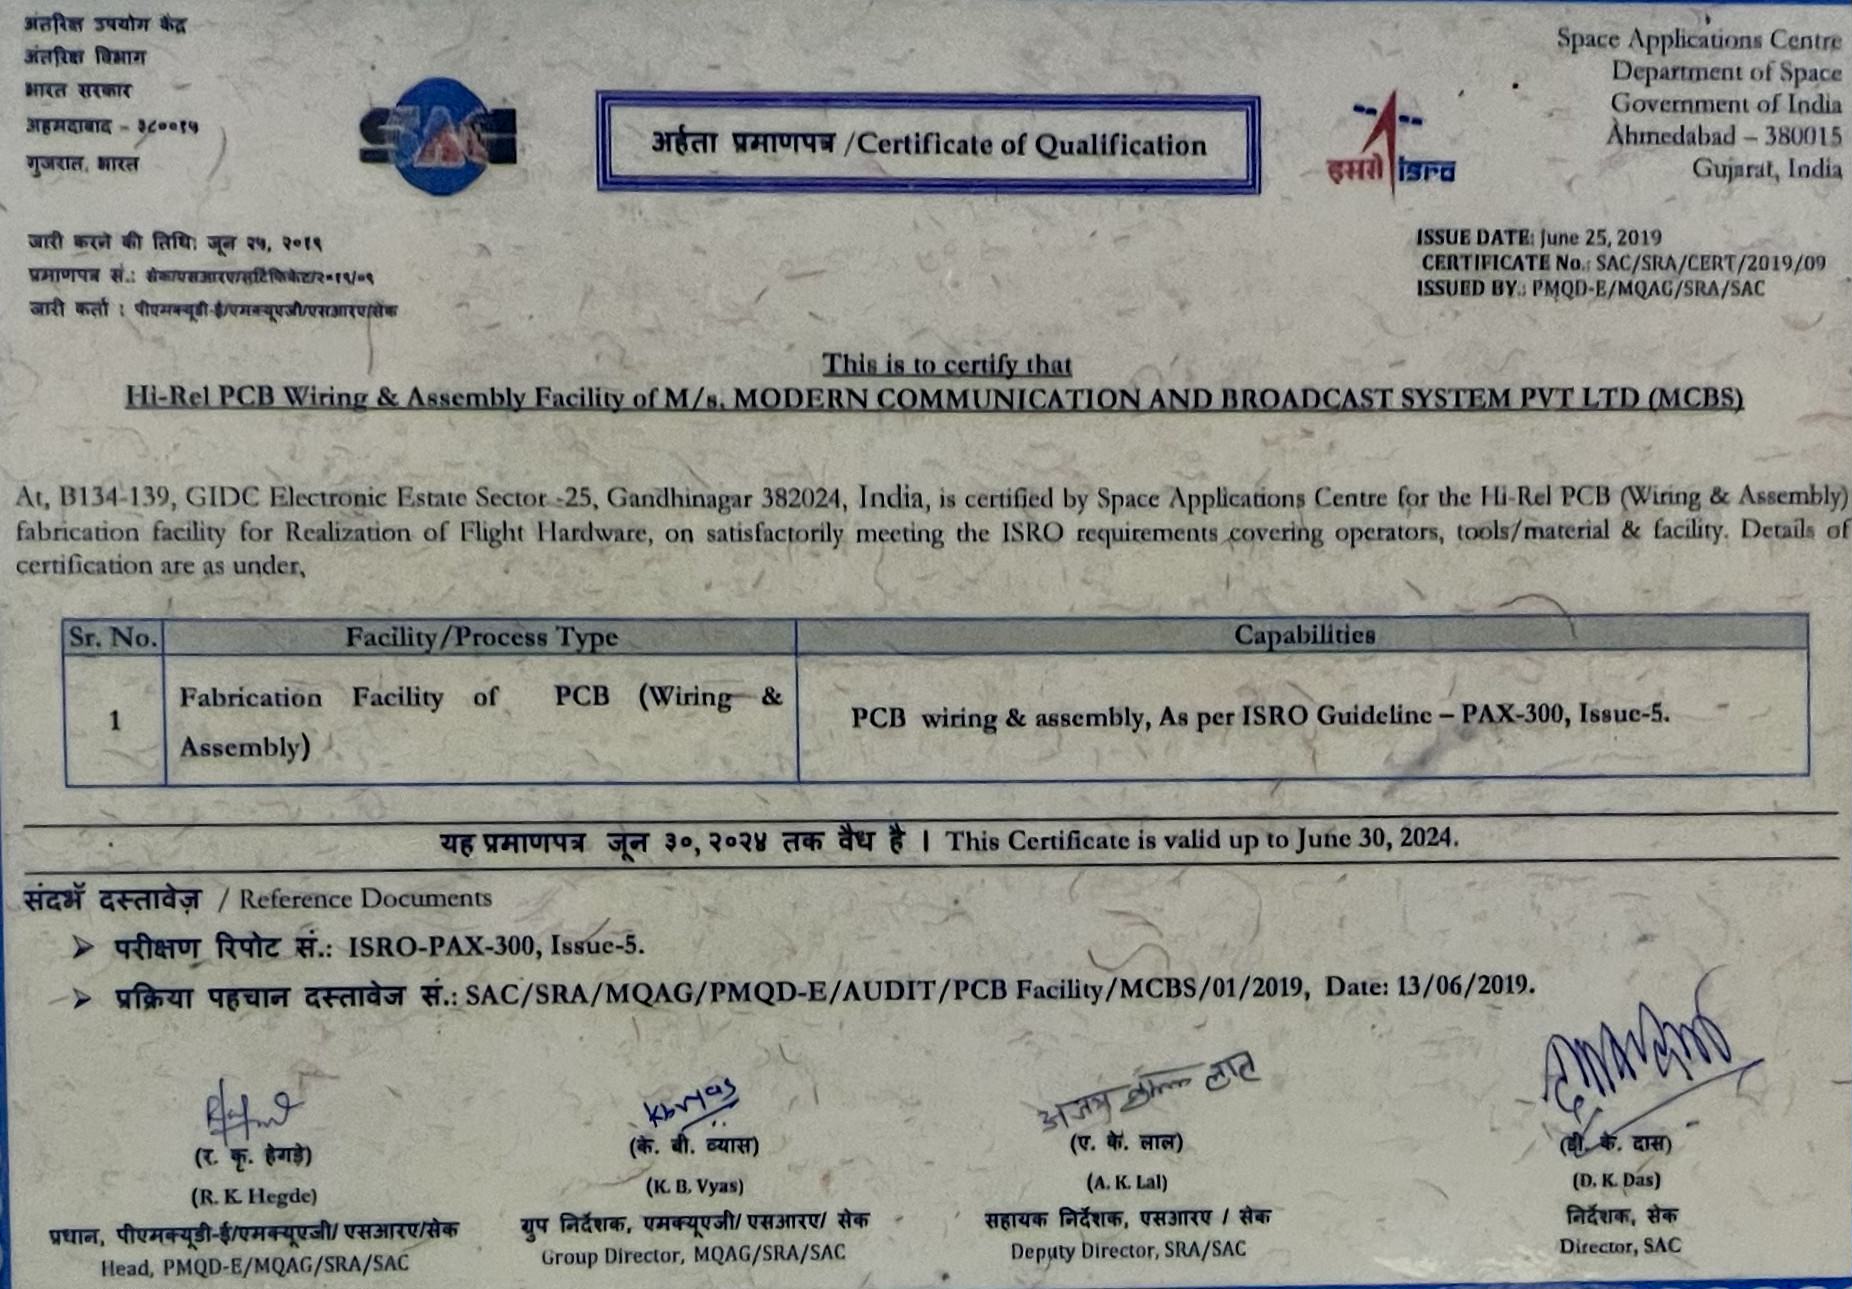 अंतरिक्ष उपयोग केंद्र
अंतरिक्ष विभाग
भारत सरकार
अहमदाबाद - ३८००१५
गुजरात, भारत
SAC
अर्हता प्रमाणपत्र /Certificate of Qualification
इसरो isro
Space Applications Centre
Department of Space
Government of India
Ahmedabad – 380015
Gujarat, India
जारी करने की तिथि: जून २५, २०१९
प्रमाणपत्र सं.: सेक/एसआरए/सर्टिफिकेट/२०१९/०९
जारी कर्ता : पीएमक्यूडी-ई/एमक्यूएजी/एसआरए/सेक
ISSUE DATE: June 25, 2019
CERTIFICATE No.: SAC/SRA/CERT/2019/09
ISSUED BY.: PMQD-E/MQAG/SRA/SAC
This is to certify that
Hi-Rel PCB Wiring & Assembly Facility of M/s. MODERN COMMUNICATION AND BROADCAST SYSTEM PVT LTD (MCBS)
At, B134-139, GIDC Electronic Estate Sector -25, Gandhinagar 382024, India, is certified by Space Applications Centre for the Hi-Rel PCB (Wiring & Assembly)
fabrication facility for Realization of Flight Hardware, on satisfactorily meeting the ISRO requirements covering operators, tools/material & facility. Details of
certification are as under,
Sr. No. Facility/Process Type Capabilities
1 Fabrication Facility of PCB (Wiring & Assembly) PCB wiring & assembly, As per ISRO Guideline – PAX-300, Issue-5.
यह प्रमाणपत्र जून ३०, २०२४ तक वैध है । This Certificate is valid up to June 30, 2024.
संदर्भ दस्तावेज़ / Reference Documents
➢ परीक्षण रिपोट सं.: ISRO-PAX-300, Issue-5.
➢ प्रक्रिया पहचान दस्तावेज सं.: SAC/SRA/MQAG/PMQD-E/AUDIT/PCB Facility/MCBS/01/2019, Date: 13/06/2019.
kbvyas
(र. कृ. हेगड़े)
(R. K. Hegde)
प्रधान, पीएमक्यूडी-ई/एमक्यूएजी/ एसआरए/सेक
Head, PMQD-E/MQAG/SRA/SAC
(के. बी. व्यास)
(K. B. Vyas)
ग्रुप निर्देशक, एमक्यूएजी/ एसआरए/ सेक
Group Director, MQAG/SRA/SAC
(ए. के. लाल)
(A. K. Lal)
सहायक निर्देशक, एसआरए / सेक
Deputy Director, SRA/SAC
(डी. के. दास)
(D. K. Das)
निर्देशक, सेक
Director, SAC